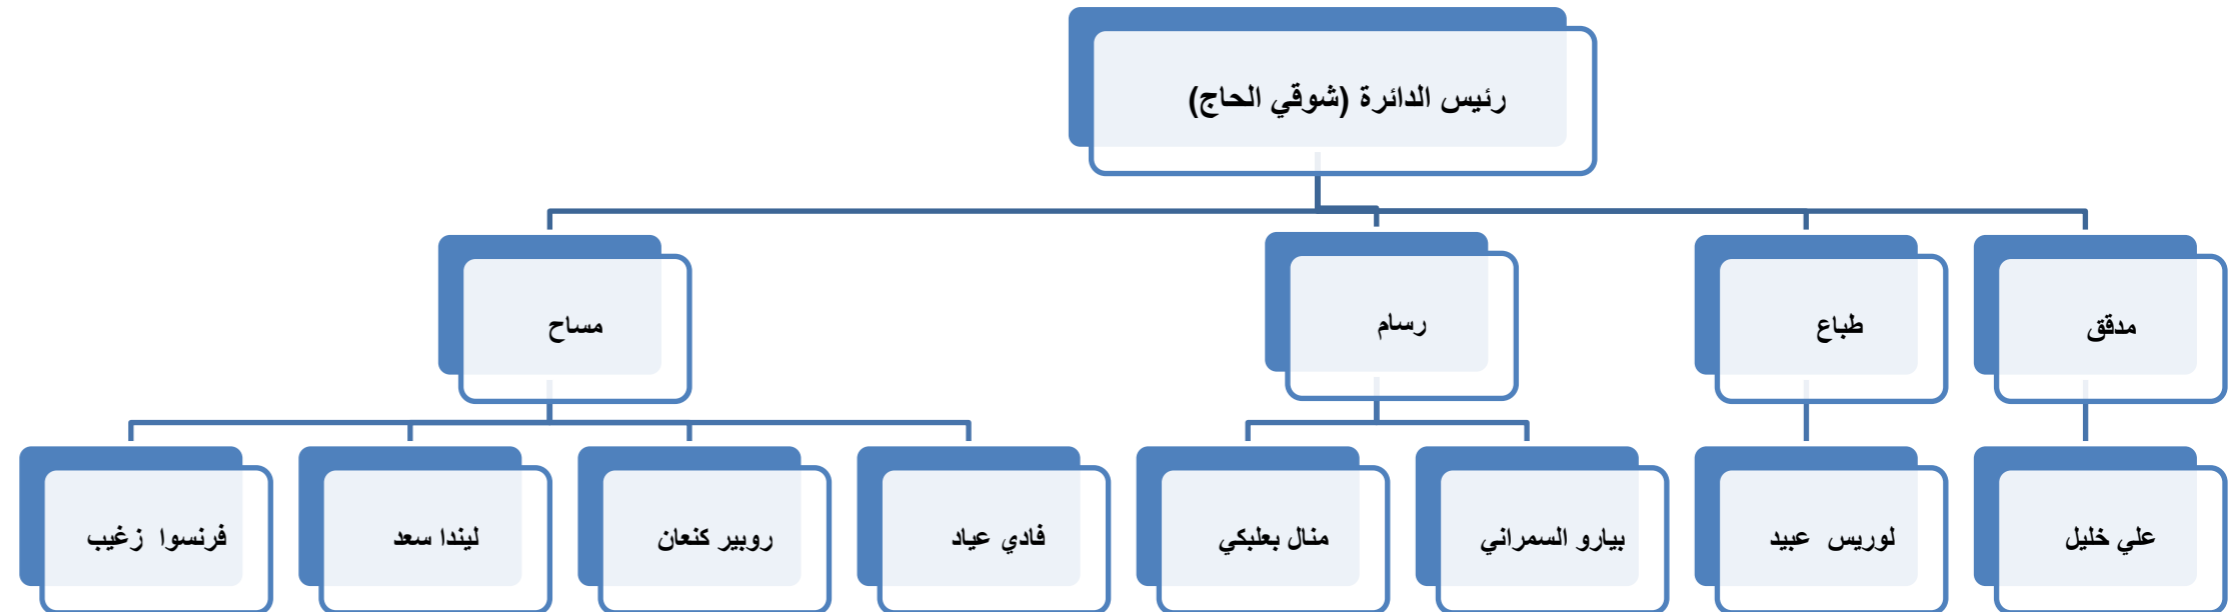 رئيس الدائرة (شوقي الحاج)
مدقق
طباع
رسام
مساح
علي خليل
لوريس عبيد
بيارو السمراني
منال بعلبكي
فادي عياد
روبير كنعان
ليندا سعد
فرنسوا زغيب